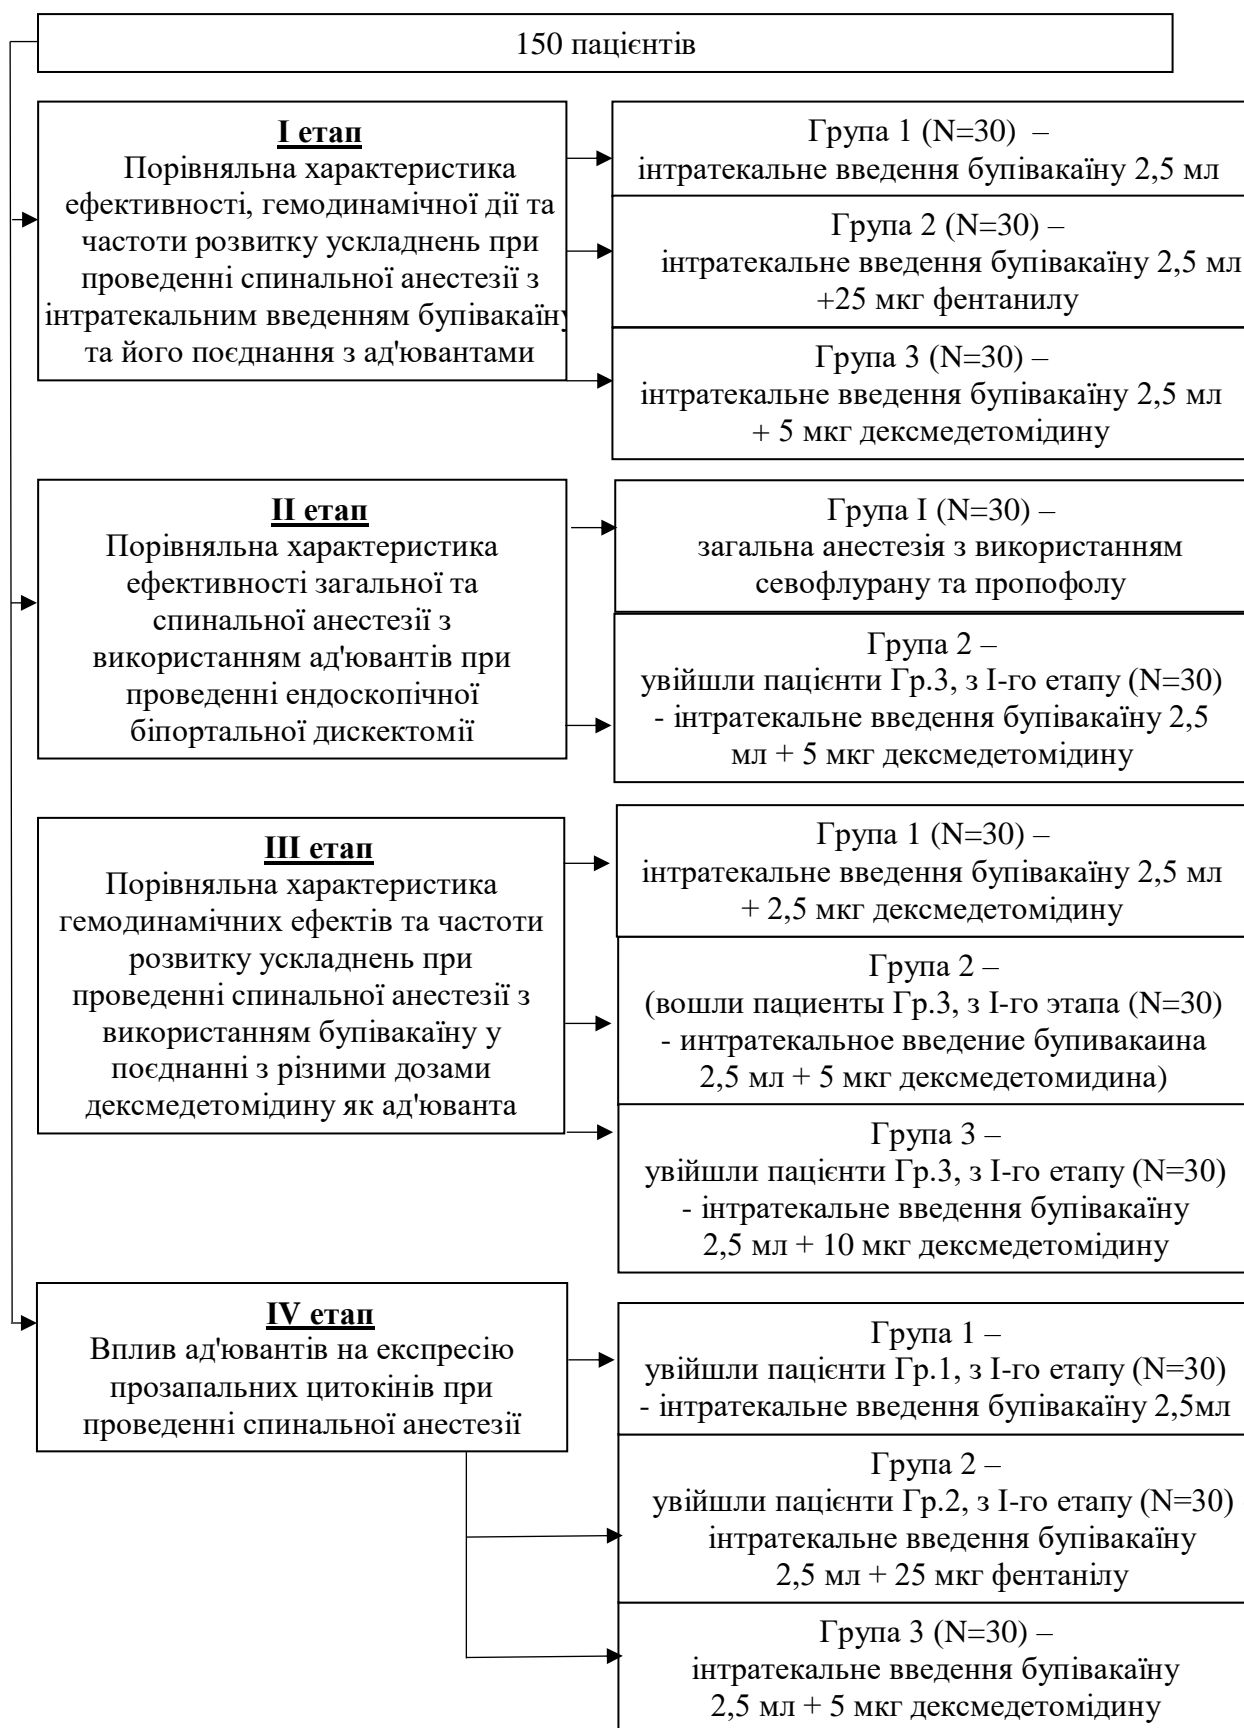 150 пацієнтів
I етап
Порівняльна характеристика
ефективності, гемодинамічної дії та
частоти розвитку ускладнень при
проведенні спинальної анестезії з
інтратекальним введенням бупівакаїну
та його поєднання з ад'ювантами
Група 1 (N=30) –
інтратекальне введення бупівакаїну 2,5 мл
Група 2 (N=30) –
інтратекальне введення бупівакаїну 2,5 мл
+25 мкг фентанилу
Група 3 (N=30) –
інтратекальне введення бупівакаїну 2,5 мл
+ 5 мкг дексмедетомідину
II етап
Порівняльна характеристика
ефективності загальної та
спинальної анестезії з
використанням ад'ювантів при
проведенні ендоскопічної
біпортальної дискектомії
Група I (N=30) –
загальна анестезія з використанням
севофлурану та пропофолу
Група 2 –
увійшли пацієнти Гр.3, з I-го етапу (N=30)
- інтратекальне введення бупівакаїну 2,5
мл + 5 мкг дексмедетомідину
III етап
Порівняльна характеристика
гемодинамічних ефектів та частоти
розвитку ускладнень при
проведенні спинальної анестезії з
використанням бупівакаїну у
поєднанні з різними дозами
дексмедетомідину як ад'юванта
Група 1 (N=30) –
інтратекальне введення бупівакаїну 2,5 мл
+ 2,5 мкг дексмедетомідину
Група 2 –
(вошли пациенты Гр.3, з I-го этапа (N=30)
- интратекальное введение бупивакаина
2,5 мл + 5 мкг дексмедетомидина)
Група 3 –
увійшли пацієнти Гр.3, з I-го етапу (N=30)
- інтратекальне введення бупівакаїну
2,5 мл + 10 мкг дексмедетомідину
IV етап
Вплив ад'ювантів на експресію
прозапальних цитокінів при
проведенні спинальної анестезії
Група 1 –
увійшли пацієнти Гр.1, з I-го етапу (N=30)
- інтратекальне введення бупівакаїну 2,5мл
Група 2 –
увійшли пацієнти Гр.2, з I-го етапу (N=30)
інтратекальне введення бупівакаїну
2,5 мл + 25 мкг фентанілу
Група 3 (N=30) –
інтратекальне введення бупівакаїну
2,5 мл + 5 мкг дексмедетомідину